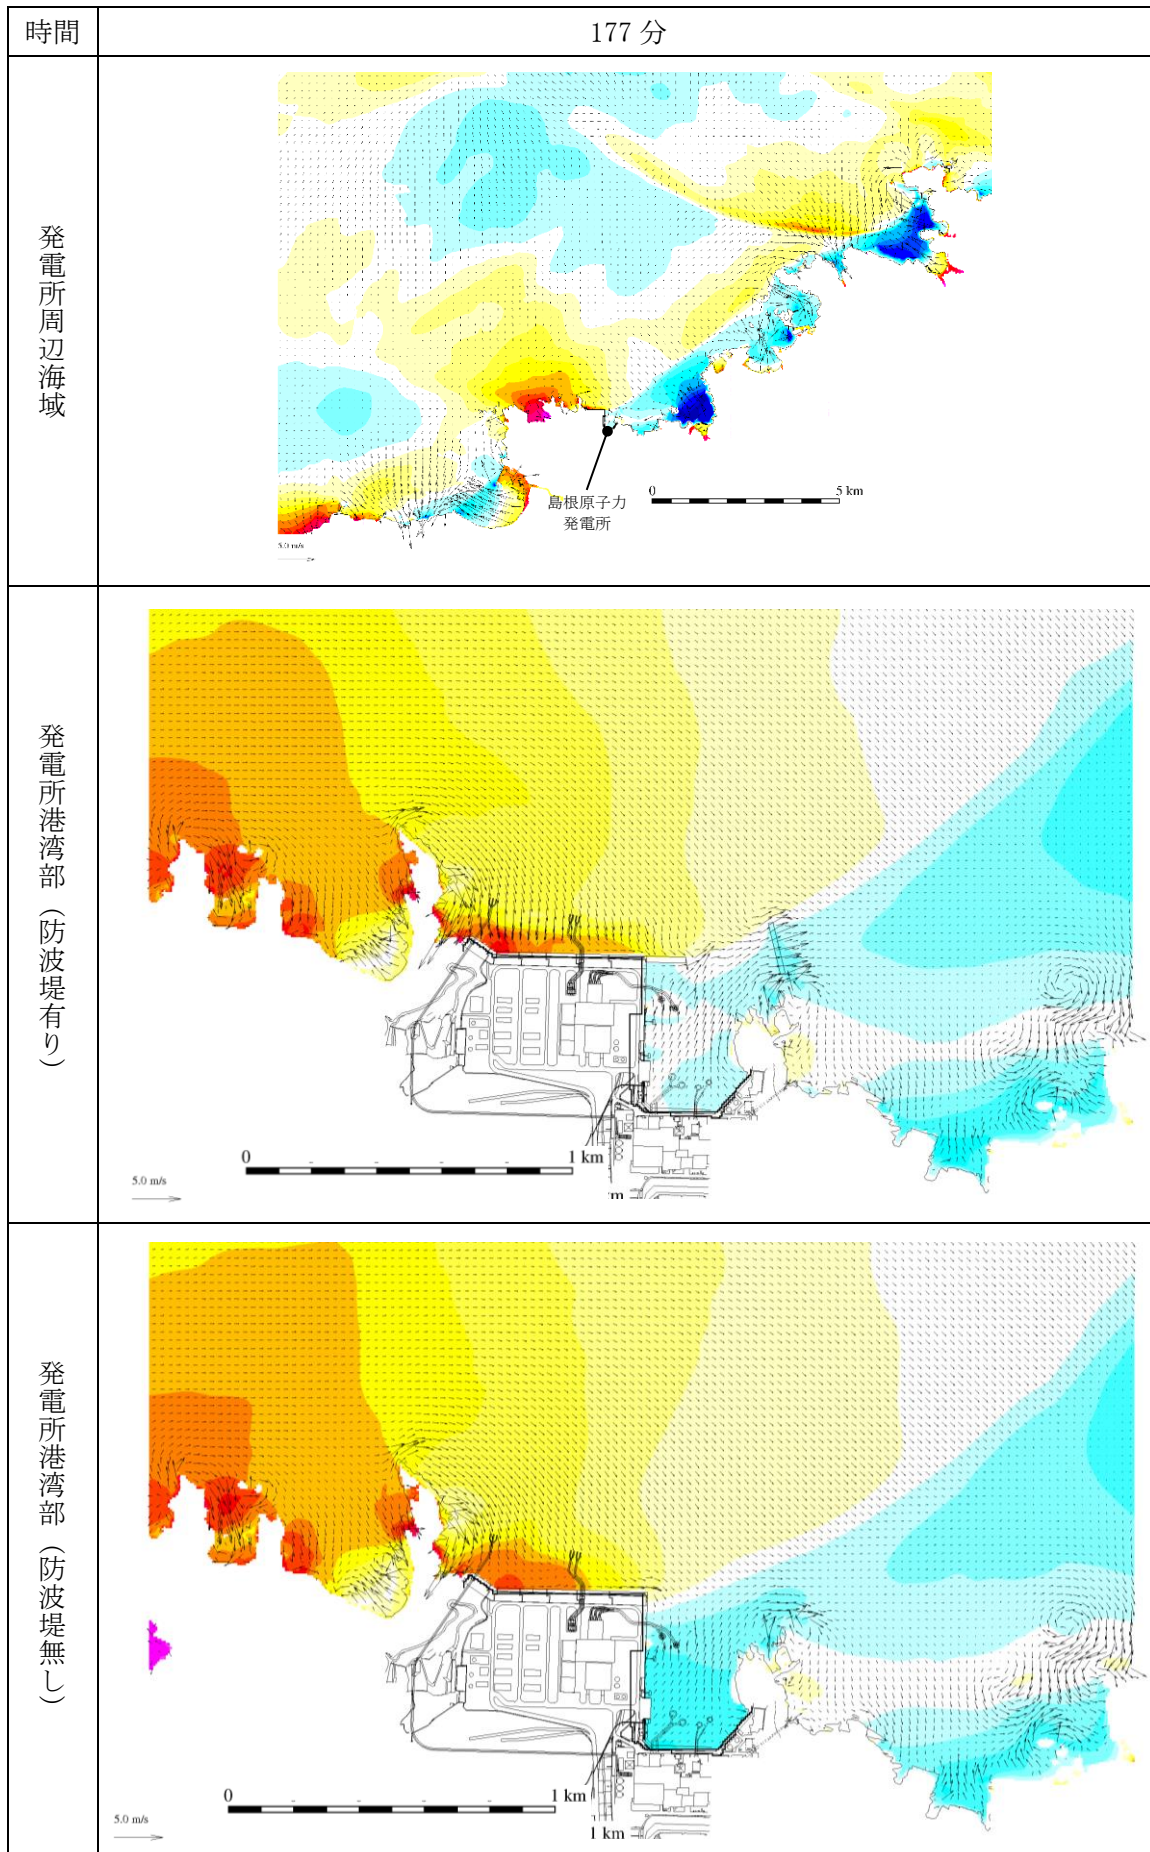 時間
177 分
発電所周辺海域
島根原子力
発電所
0 5 km
5.0 m/s
発電所港湾部（防波堤有り）
0 1 km
5.0 m/s
m
発電所港湾部（防波堤無し）
0 1 km
5.0 m/s
1 km